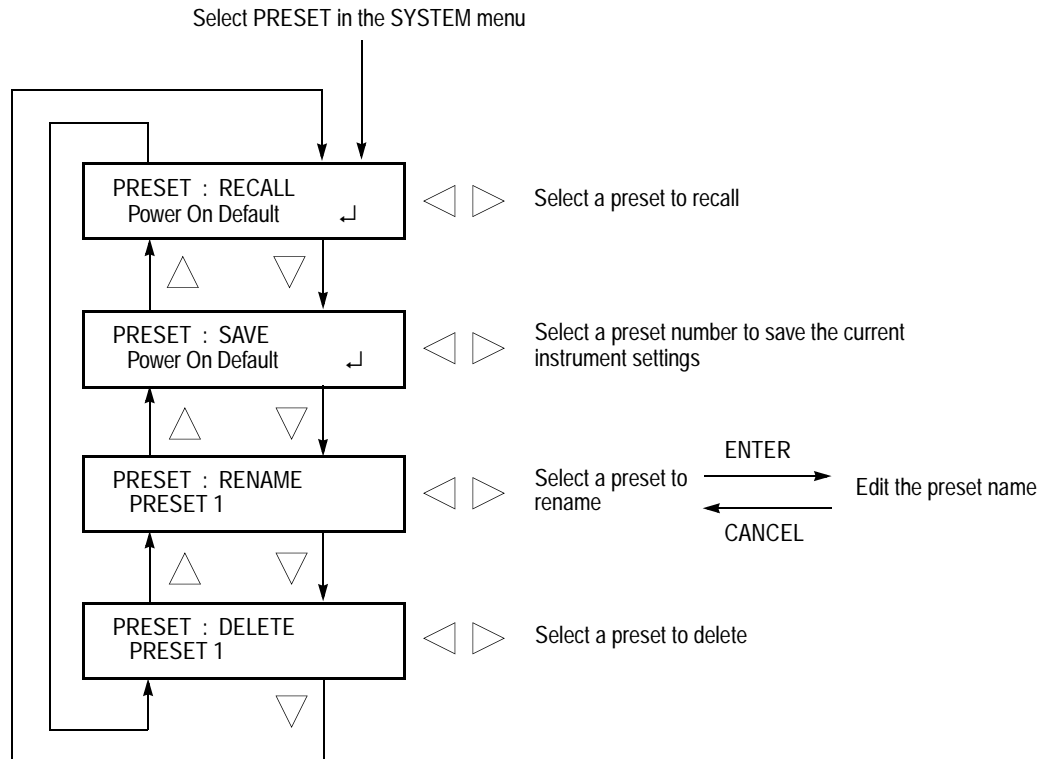 Select PRESET in the SYSTEM menu
PRESET : RECALL
Power On Default ↵
Select a preset to recall
PRESET : SAVE
Power On Default ↵
Select a preset number to save the current
instrument settings
PRESET : RENAME
PRESET 1
Select a preset to
rename
ENTER
CANCEL
Edit the preset name
PRESET : DELETE
PRESET 1
Select a preset to delete